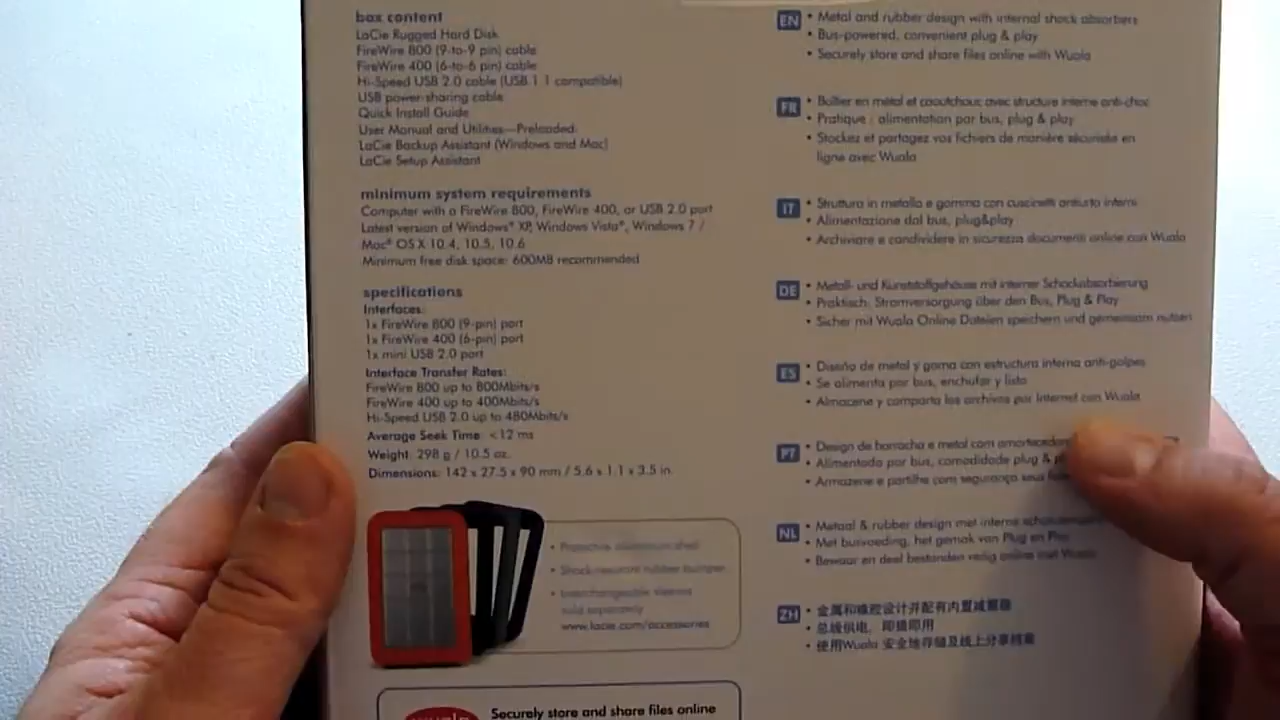 box content
LaCie Rugged Hard Disk
FireWire 800 (9-to-9 pin) cable
FireWire 400 (6-to-6 pin) cable
Hi-Speed USB 2.0 cable (USB 1.1 compatible)
USB power-sharing cable
Quick Install Guide
User Manual and Utilities—Preloaded:
LaCie Backup Assistant (Windows and Mac)
LaCie Setup Assistant
minimum system requirements
Computer with a FireWire 800, FireWire 400, or USB 2.0 port
Latest version of Windows® XP, Windows Vista®, Windows 7 /
Mac® OS X 10.4, 10.5, 10.6
Minimum free disk space: 600MB recommended
specifications
Interfaces:
1x FireWire 800 (9-pin) port
1x FireWire 400 (6-pin) port
1x mini USB 2.0 port
Interface Transfer Rates:
FireWire 800 up to 800Mbits/s
FireWire 400 up to 400Mbits/s
Hi-Speed USB 2.0 up to 480Mbits/s
Average Seek Time: <12 ms
Weight: 298 g / 10.5 oz.
Dimensions: 142 x 27.5 x 90 mm / 5.6 x 1.1 x 3.5 in.
• Protective aluminum shell
• Shock-resistant rubber bumper
• Interchangeable sleeves
sold separately
www.lacie.com/accessories
wuala
Securely store and share files online
EN • Metal and rubber design with internal shock absorbers
• Bus-powered, convenient plug & play
• Securely store and share files online with Wuala
FR • Boîtier en métal et caoutchouc avec structure interne anti-choc
• Pratique : alimentation par bus, plug & play
• Stockez et partagez vos fichiers de manière sécurisée en
ligne avec Wuala
IT • Struttura in metallo e gomma con cuscinetti antiurto interni
• Alimentazione dal bus, plug&play
• Archiviare e condividere in sicurezza documenti online con Wuala
DE • Metall- und Kunststoffgehäuse mit interner Schockabsorbierung
• Praktisch: Stromversorgung über den Bus, Plug & Play
• Sicher mit Wuala Online Dateien speichern und gemeinsam nutzen
ES • Diseño de metal y goma con estructura interna anti-golpes
• Se alimenta por bus, enchufar y listo
• Almacene y comparta los archivos por Internet con Wuala
PT • Design de borracha e metal com
• Alimentado por bus, comodidade plug &
• Armazene e partilhe com segurança seus
NL • Metaal & rubber design met interne
• Met busvoeding, het gemak van Plug en Play
• Bewaar en deel bestanden veilig online met Wuala
ZH • 金属和橡胶设计并配有内置减震器
• 总线供电，即插即用
• 使用Wuala 安全地存储及线上分享档案